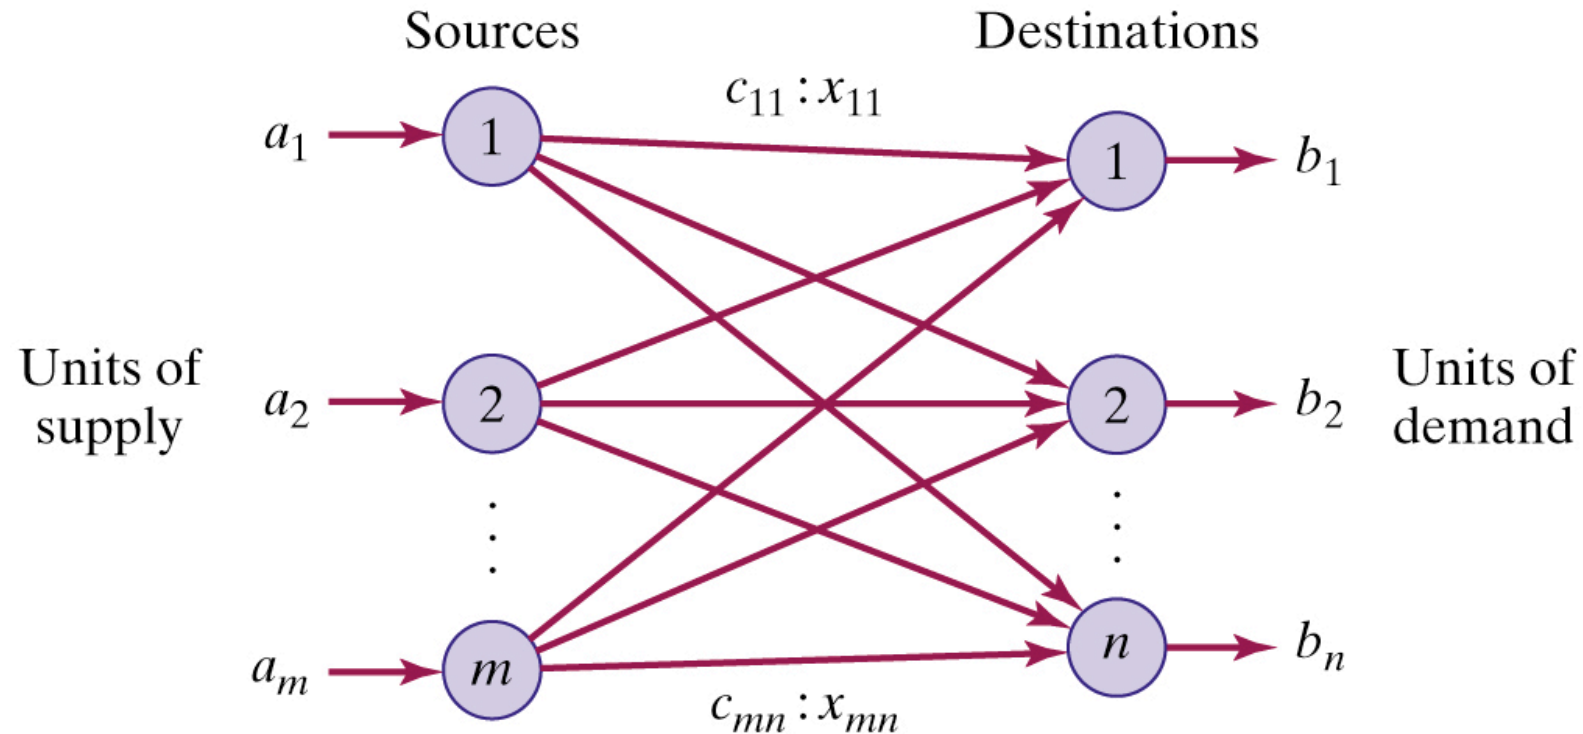 Sources
Destinations
c₁₁ : x₁₁
a₁
1
1
b₁
Units of
supply
a₂
2
2
b₂
Units of
demand
aₘ
m
n
bₙ
cₘₙ : xₘₙ